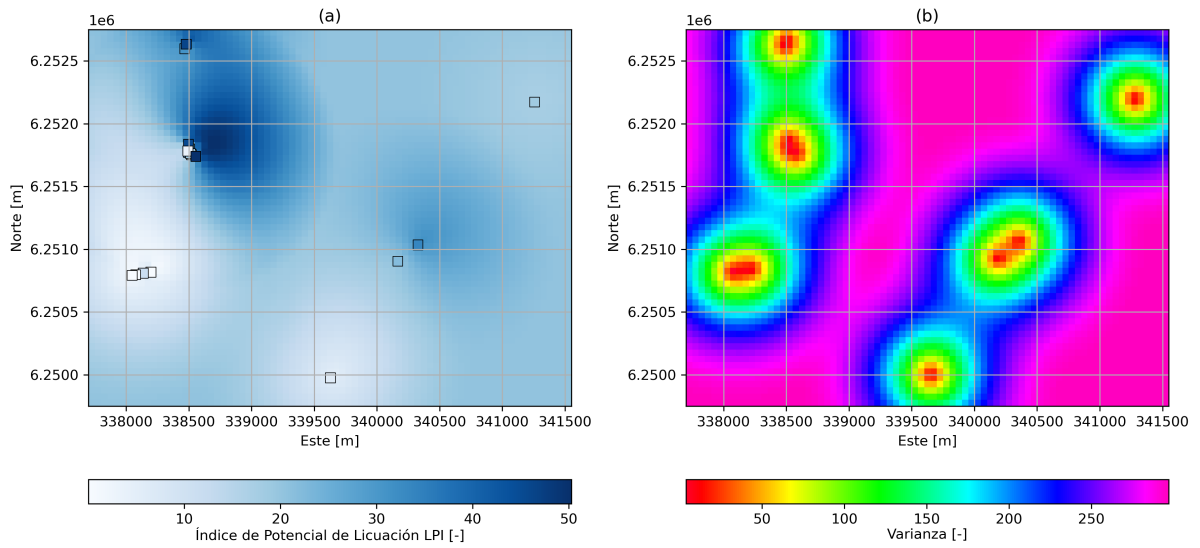 (a)
1e6
6.2525
6.2520
6.2515
6.2510
6.2505
6.2500
Norte [m]
338000 338500 339000 339500 340000 340500 341000 341500
Este [m]
10 20 30 40 50
Índice de Potencial de Licuación LPI [-]
(b)
1e6
6.2525
6.2520
6.2515
6.2510
6.2505
6.2500
Norte [m]
338000 338500 339000 339500 340000 340500 341000 341500
Este [m]
50 100 150 200 250
Varianza [-]